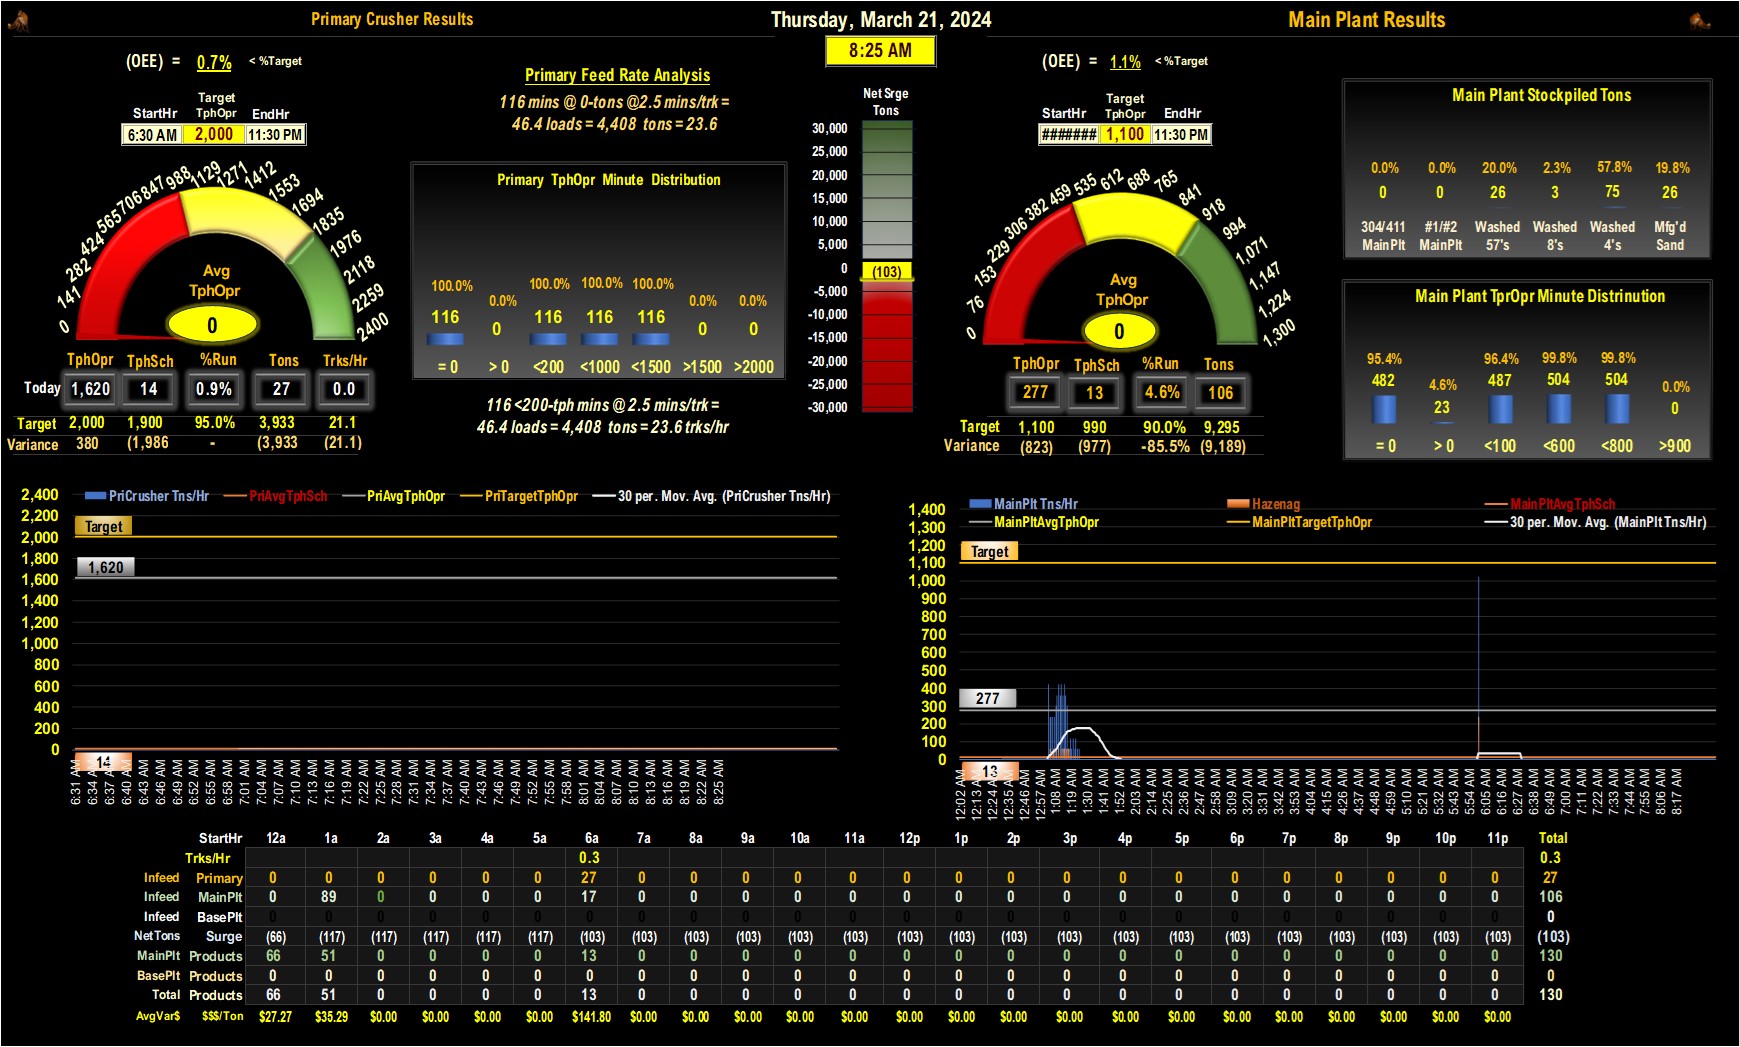 Primary Crusher Results
Thursday, March 21, 2024
Main Plant Results
8:25 AM
(OEE) = 0.7% < %Target
Target
StartHr TphOpr EndHr
6:30 AM 2,000 11:30 PM
0 141 282 424 565 706 847 988 1129 1271 1412 1553 1694 1835 1976 2118 2259 2400
Avg
TphOpr
0
TphOpr TphSch %Run Tons Trks/Hr
Today 1,620 14 0.9% 27 0.0
Target 2,000 1,900 95.0% 3,933 21.1
Variance 380 (1,986 - (3,933) (21.1)
Primary Feed Rate Analysis
116 mins @ 0-tons @2.5 mins/trk =
46.4 loads = 4,408 tons = 23.6
Primary TphOpr Minute Distribution
100.0% 0.0% 100.0% 100.0% 100.0% 0.0% 0.0%
116 0 116 116 116 0 0
= 0 > 0 <200 <1000 <1500 >1500 >2000
116 <200-tph mins @ 2.5 mins/trk =
46.4 loads = 4,408 tons = 23.6 trks/hr
Net Srge
Tons
30,000
25,000
20,000
15,000
10,000
5,000
0
(103)
-5,000
-10,000
-15,000
-20,000
-25,000
-30,000
(OEE) = 1.1% < %Target
Target
StartHr TphOpr EndHr
####### 1,100 11:30 PM
0 76 153 229 306 382 459 535 612 688 765 841 918 994 1,071 1,147 1,224 1,300
Avg
TphOpr
0
TphOpr TphSch %Run Tons
277 13 4.6% 106
Target 1,100 990 90.0% 9,295
Variance (823) (977) -85.5% (9,189)
Main Plant Stockpiled Tons
0.0% 0.0% 20.0% 2.3% 57.8% 19.8%
0 0 26 3 75 26
304/411 #1/#2 Washed Washed Washed Mfg'd
MainPlt MainPlt 57's 8's 4's Sand
Main Plant TprOpr Minute Distrinution
95.4% 4.6% 96.4% 99.8% 99.8% 0.0%
482 23 487 504 504 0
= 0 > 0 <100 <600 <800 >900
PriCrusher Tns/Hr PriAvgTphSch PriAvgTphOpr PriTargetTphOpr 30 per. Mov. Avg. (PriCrusher Tns/Hr)
2,400
2,200
Target
2,000
1,800
1,620
1,600
1,400
1,200
1,000
800
600
400
200
0
14
6:31 AM 6:34 AM 6:37 AM 6:40 AM 6:43 AM 6:46 AM 6:49 AM 6:52 AM 6:55 AM 6:58 AM 7:01 AM 7:04 AM 7:07 AM 7:10 AM 7:13 AM 7:16 AM 7:19 AM 7:22 AM 7:25 AM 7:28 AM 7:31 AM 7:34 AM 7:37 AM 7:40 AM 7:43 AM 7:46 AM 7:49 AM 7:52 AM 7:55 AM 7:58 AM 8:01 AM 8:04 AM 8:07 AM 8:10 AM 8:13 AM 8:16 AM 8:19 AM 8:22 AM 8:25 AM
MainPlt Tns/Hr Hazenag MainPltAvgTphSch
MainPltAvgTphOpr MainPltTargetTphOpr 30 per. Mov. Avg. (MainPlt Tns/Hr)
1,400
1,300
1,200
Target
1,100
1,000
900
800
700
600
500
400
277
300
200
100
0
13
12:02 AM 12:13 AM 12:24 AM 12:35 AM 12:46 AM 12:57 AM 1:08 AM 1:19 AM 1:30 AM 1:41 AM 1:52 AM 2:03 AM 2:14 AM 2:25 AM 2:36 AM 2:47 AM 2:58 AM 3:09 AM 3:20 AM 3:31 AM 3:42 AM 3:53 AM 4:04 AM 4:15 AM 4:26 AM 4:37 AM 4:48 AM 4:59 AM 5:10 AM 5:21 AM 5:32 AM 5:43 AM 5:54 AM 6:05 AM 6:16 AM 6:27 AM 6:38 AM 6:49 AM 7:00 AM 7:11 AM 7:22 AM 7:33 AM 7:44 AM 7:55 AM 8:06 AM 8:17 AM
StartHr 12a 1a 2a 3a 4a 5a 6a 7a 8a 9a 10a 11a 12p 1p 2p 3p 4p 5p 6p 7p 8p 9p 10p 11p Total
Trks/Hr 0.3 0.3
Infeed Primary 0 0 0 0 0 0 27 0 0 0 0 0 0 0 0 0 0 0 0 0 0 0 0 0 27
Infeed MainPlt 0 89 0 0 0 0 17 0 0 0 0 0 0 0 0 0 0 0 0 0 0 0 0 0 106
Infeed BasePlt 0 0 0 0 0 0 0 0 0 0 0 0 0 0 0 0 0 0 0 0 0 0 0 0 0
NetTons Surge (66) (117) (117) (117) (117) (117) (103) (103) (103) (103) (103) (103) (103) (103) (103) (103) (103) (103) (103) (103) (103) (103) (103) (103) (103)
MainPlt Products 66 51 0 0 0 0 13 0 0 0 0 0 0 0 0 0 0 0 0 0 0 0 0 0 130
BasePlt Products 0 0 0 0 0 0 0 0 0 0 0 0 0 0 0 0 0 0 0 0 0 0 0 0 0
Total Products 66 51 0 0 0 0 13 0 0 0 0 0 0 0 0 0 0 0 0 0 0 0 0 0 130
AvgVar$ $$$/Ton $27.27 $35.29 $0.00 $0.00 $0.00 $0.00 $141.80 $0.00 $0.00 $0.00 $0.00 $0.00 $0.00 $0.00 $0.00 $0.00 $0.00 $0.00 $0.00 $0.00 $0.00 $0.00 $0.00 $0.00